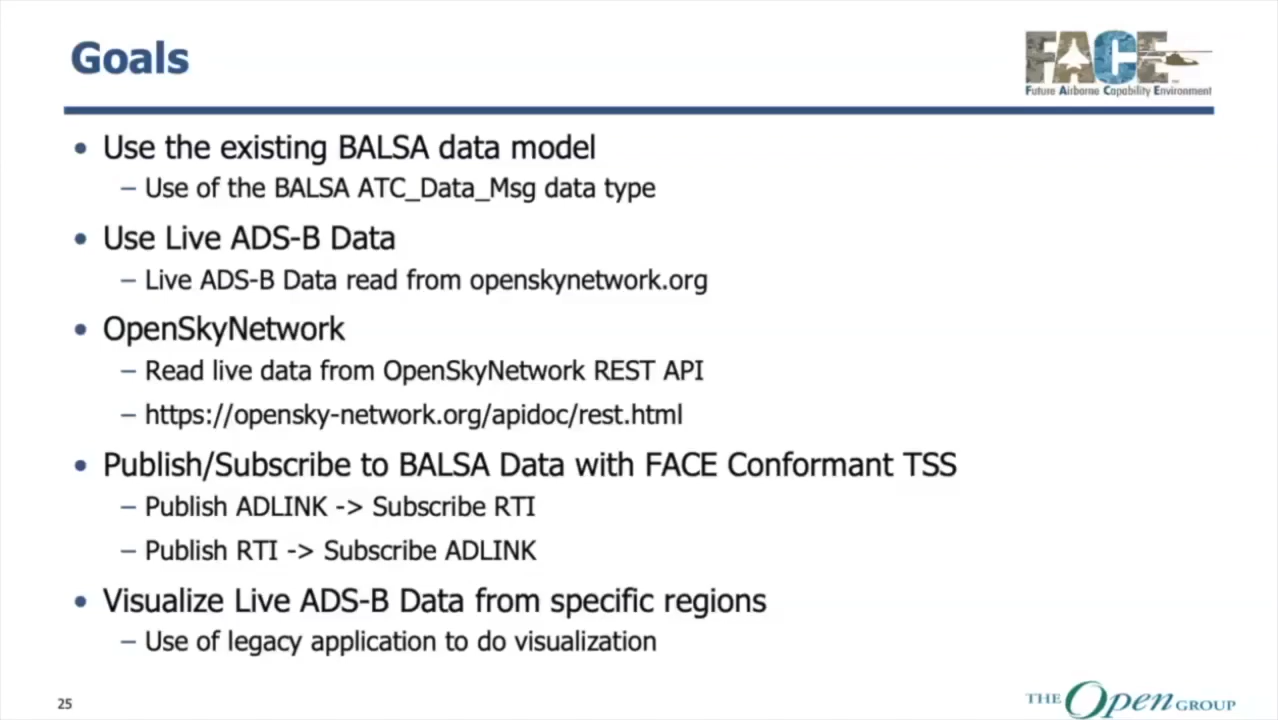 Goals
FACE
Future Airborne Capability Environment
• Use the existing BALSA data model
– Use of the BALSA ATC_Data_Msg data type
• Use Live ADS-B Data
– Live ADS-B Data read from openskynetwork.org
• OpenSkyNetwork
– Read live data from OpenSkyNetwork REST API
– https://opensky-network.org/apidoc/rest.html
• Publish/Subscribe to BALSA Data with FACE Conformant TSS
– Publish ADLINK -> Subscribe RTI
– Publish RTI -> Subscribe ADLINK
• Visualize Live ADS-B Data from specific regions
– Use of legacy application to do visualization
25
THE Open GROUP